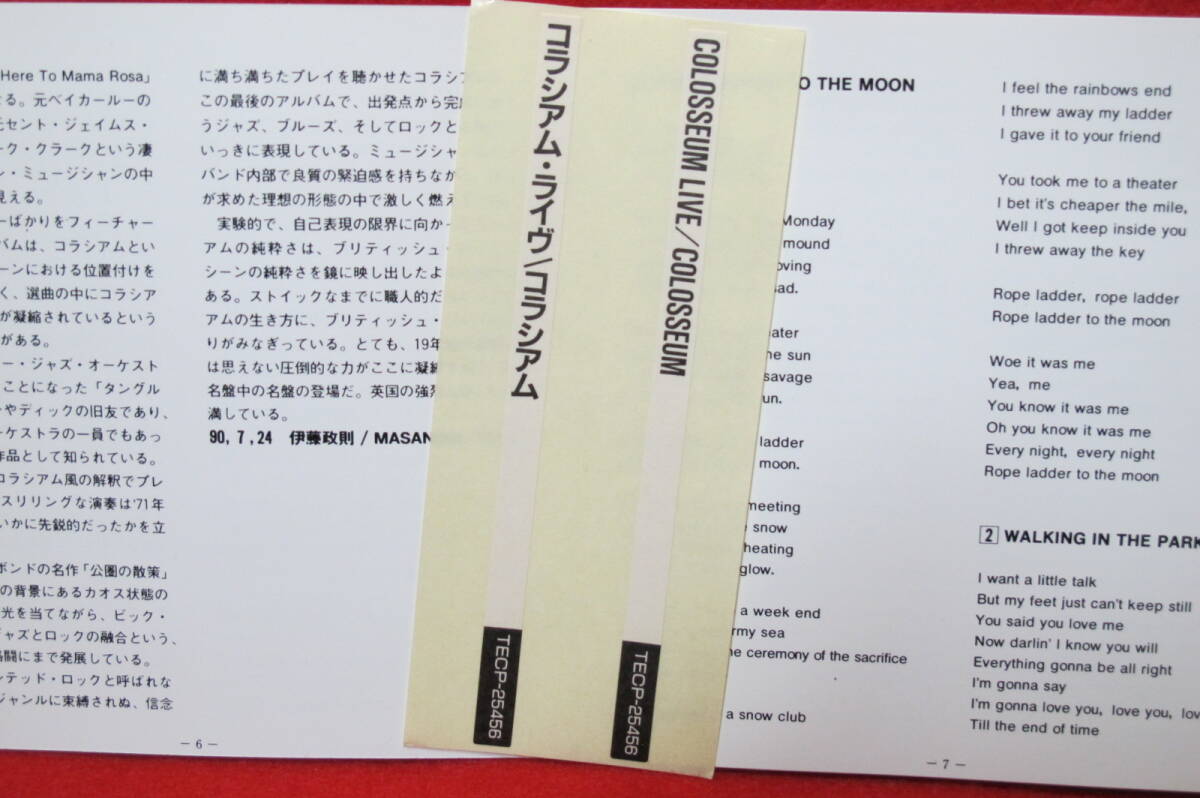 Here To Mama Rosa」
る。元ベイカールーの
元セント・ジェイムス・
ーク・クラークという凄
ン・ミュージシャンの中
見える。
ーばかりをフィーチャー
バムは、コラシアムとい
ーンにおける位置付けを
く、選曲の中にコラシア
が凝縮されているという
がある。
ー・ジャズ・オーケスト
ことになった「タングル
ーやディックの旧友であり、
ーケストラの一員でもあっ
作品として知られている。
コラシアム風の解釈でプレ
スリリングな演奏は'71年
いかに先鋭的だったかを立
ボンドの名作「公園の散策」
の背景にあるカオス状態の
光を当てながら、ビック・
ジャズとロックの融合という、
格闘にまで発展している。
レテッド・ロックと呼ばれな
ジャンルに束縛されぬ、信念
－6－
に満ち満ちたプレイを聴かせたコラシア
この最後のアルバムで、出発点から完
うジャズ、ブルーズ、そしてロックと
いっきに表現している。ミュージシャ
バンド内部で良質の緊迫感を持ちなが
が求めた理想の形態の中で激しく燃え
実験的で、自己表現の限界に向か
アムの純粋さは、ブリティッシュ・
シーンの純粋さを鏡に映し出したよ
ある。ストイックなまでに職人的だ
アムの生き方に、ブリティッシュ・
りがみなぎっている。とても、19年
は思えない圧倒的な力がここに凝縮
名盤中の名盤の登場だ。英国の強烈
満している。
90, 7, 24 伊藤政則 / MASAN
コラシアム・ライヴ/コラシアム
TECP-25456
COLOSSEUM LIVE/COLOSSEUM
TECP-25456
O THE MOON
Monday
mound
oving
sad.
eater
he sun
savage
un.
ladder
moon.
meeting
e snow
heating
glow.
a week end
rmy sea
he ceremony of the sacrifice
a snow club
I feel the rainbows end
I threw away my ladder
I gave it to your friend
You took me to a theater
I bet it's cheaper the mile,
Well I got keep inside you
I threw away the key
Rope ladder, rope ladder
Rope ladder to the moon
Woe it was me
Yea, me
You know it was me
Oh you know it was me
Every night, every night
Rope ladder to the moon
2 WALKING IN THE PARK
I want a little talk
But my feet just can't keep still
You said you love me
Now darlin' I know you will
Everything gonna be all right
I'm gonna say
I'm gonna love you, love you, lov
Till the end of time
－7－